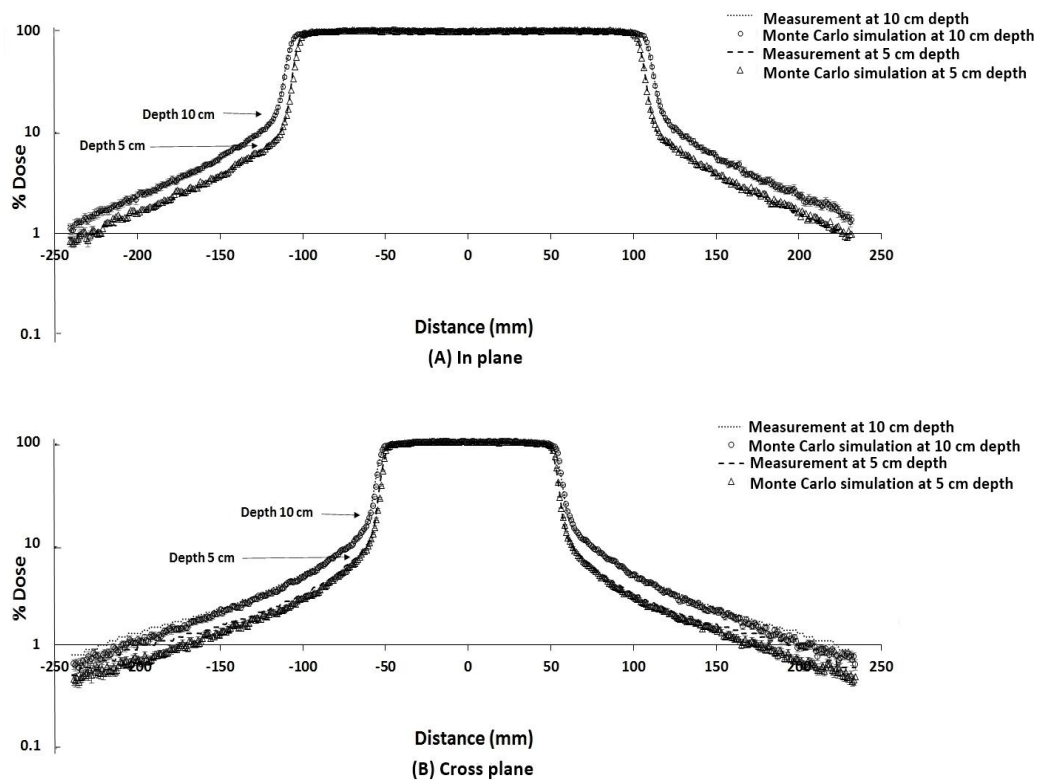 Measurement at 10 cm depth
Monte Carlo simulation at 10 cm depth
Measurement at 5 cm depth
Monte Carlo simulation at 5 cm depth
100
10
1
0.1
% Dose
Depth 10 cm
Depth 5 cm
-250 -200 -150 -100 -50 0 50 100 150 200 250
Distance (mm)
(A) In plane
Measurement at 10 cm depth
Monte Carlo simulation at 10 cm depth
Measurement at 5 cm depth
Monte Carlo simulation at 5 cm depth
100
10
1
0.1
% Dose
Depth 10 cm
Depth 5 cm
-250 -200 -150 -100 -50 0 50 100 150 200 250
Distance (mm)
(B) Cross plane